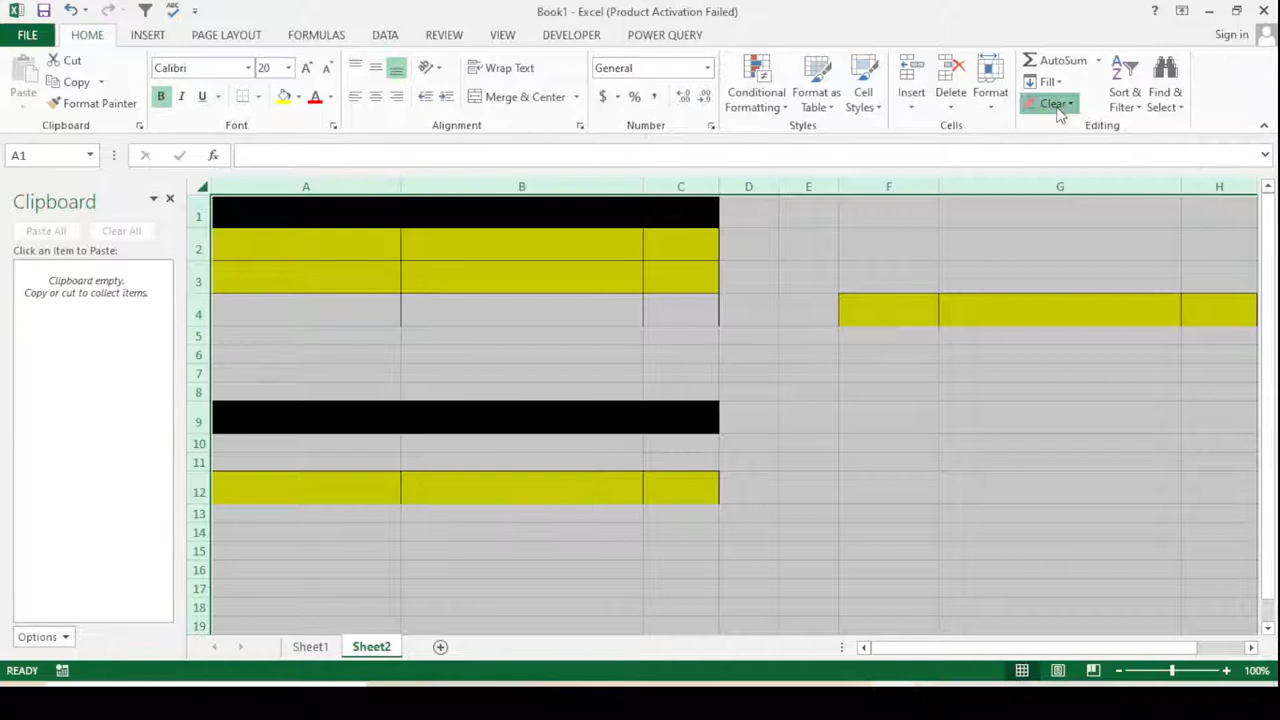 Book1 - Excel (Product Activation Failed)
?
FILE HOME INSERT PAGE LAYOUT FORMULAS DATA REVIEW VIEW DEVELOPER POWER QUERY Sign in
Cut Calibri 20 A A Wrap Text General AutoSum
Copy Fill
Paste Format Painter B I U A Merge & Center $ % , Conditional Formatting Format as Table Cell Styles Insert Delete Format Clear Sort & Filter Find & Select
Clipboard Font Alignment Number Styles Cells Editing
A1 fx
Clipboard
Paste All Clear All
Click an Item to Paste:
Clipboard empty.
Copy or cut to collect items.
Options
A B C D E F G H
1
2
3
4
5
6
7
8
9
10
11
12
13
14
15
16
17
18
19
Sheet1 Sheet2
READY 100%